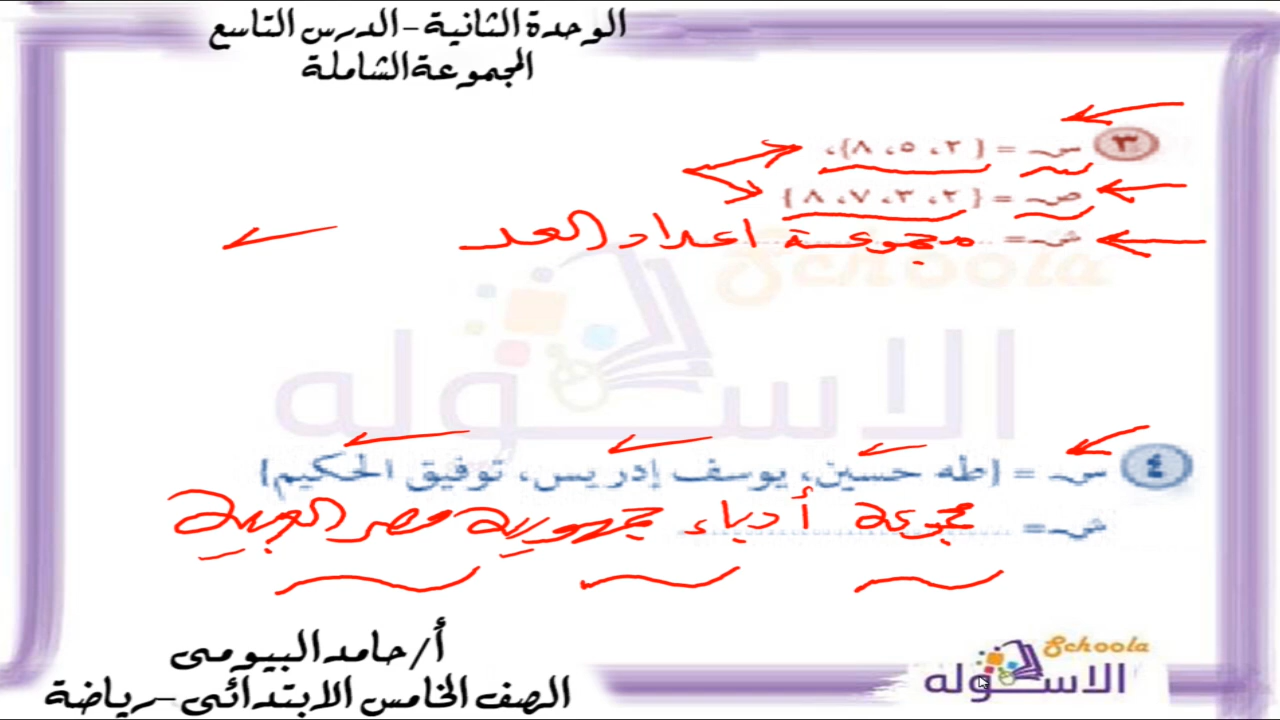 الوحدة الثانية - الدرس التاسع
المجموعة الشاملة
٣ س = {٢، ٥، ٨}،
ص = {٢، ٣، ٧، ٨}
ش = مجموعة اعداد العد
Schoola
الاسكوله
٤ س = {طه حسين، يوسف إدريس، توفيق الحكيم}
ش = مجموعة أدباء جمهورية مصر العربية
أ/ حامد البيومى
الصف الخامس الابتدائى - رياضة
Schoola
الاسكوله